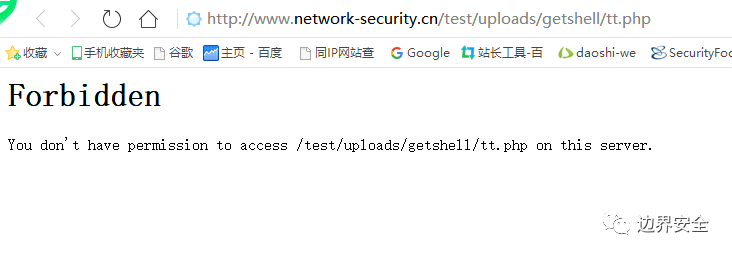 http://www.network-security.cn/test/uploads/getshell/tt.php
收藏 手机收藏夹 谷歌 主页 - 百度 同IP网站查 Google 站长工具-百 daoshi-we SecurityFoc
Forbidden
You don't have permission to access /test/uploads/getshell/tt.php on this server.
边界安全